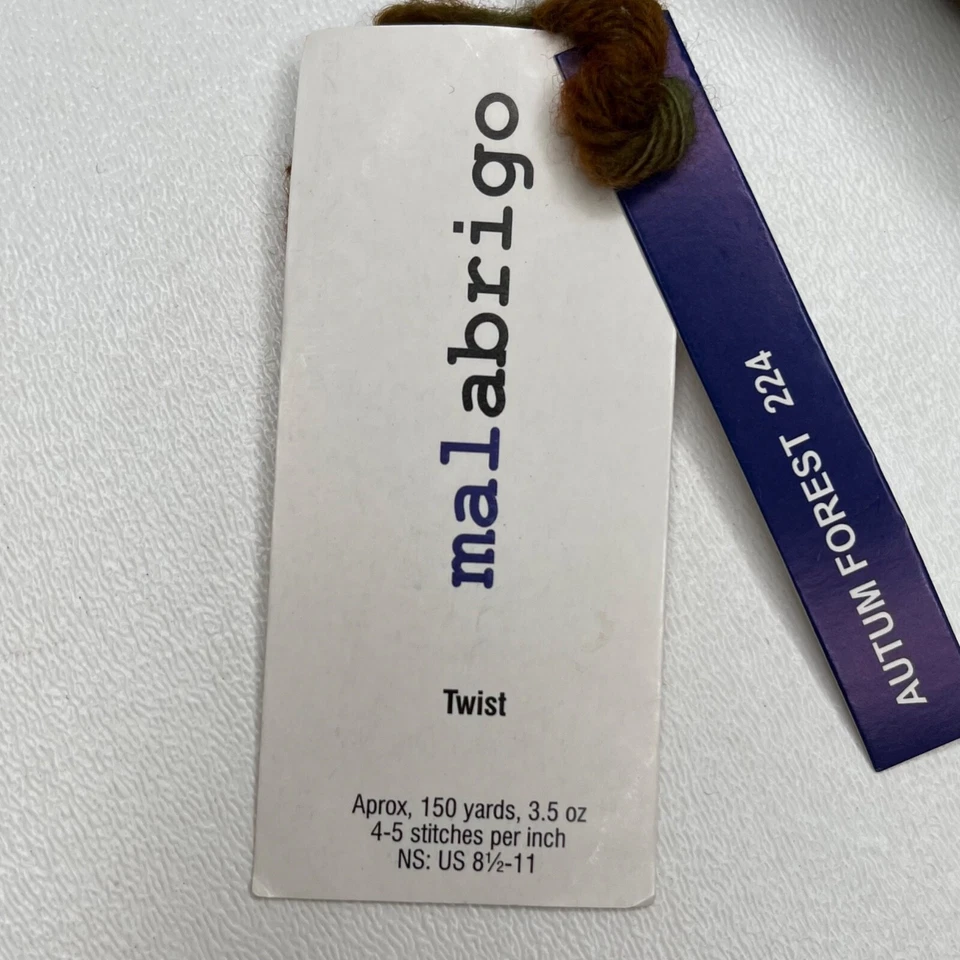 malabrigo
Twist
Aprox, 150 yards, 3.5 oz
4-5 stitches per inch
NS: US 8½-11
AUTUM FOREST 224